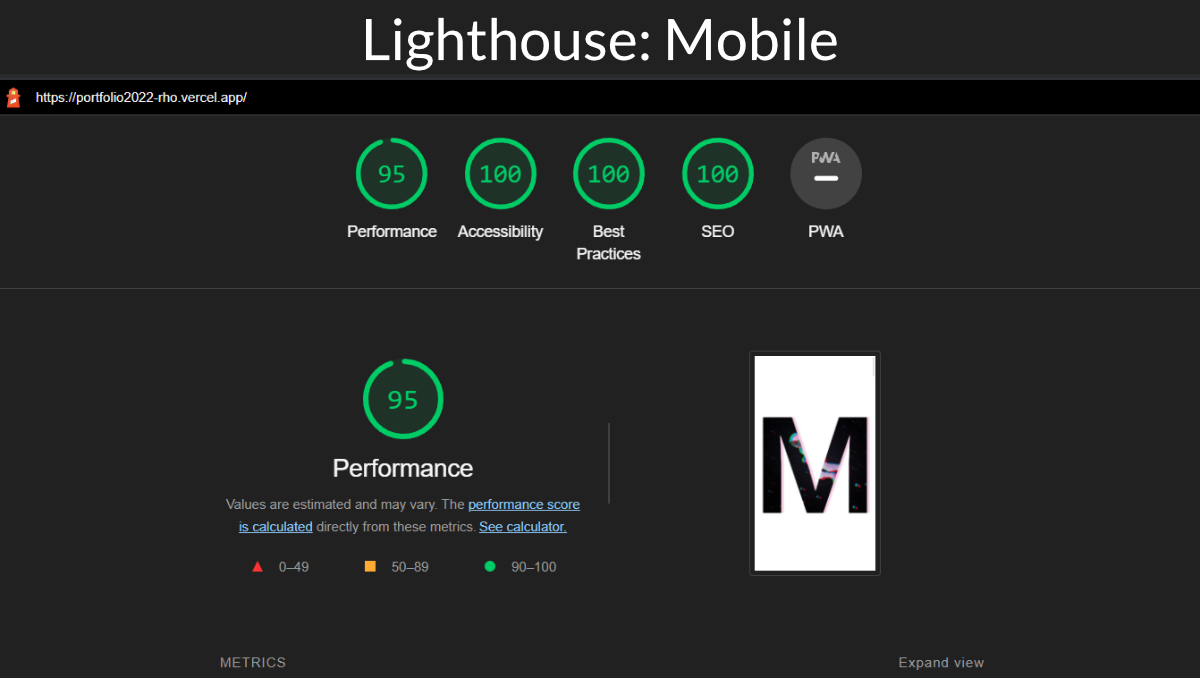 Lighthouse: Mobile
https://portfolio2022-rho.vercel.app/
95
100
100
100
PWA
Performance
Accessibility
Best
Practices
SEO
PWA
95
Performance
Values are estimated and may vary. The performance score
is calculated directly from these metrics. See calculator.
0–49
50–89
90–100
M
METRICS
Expand view